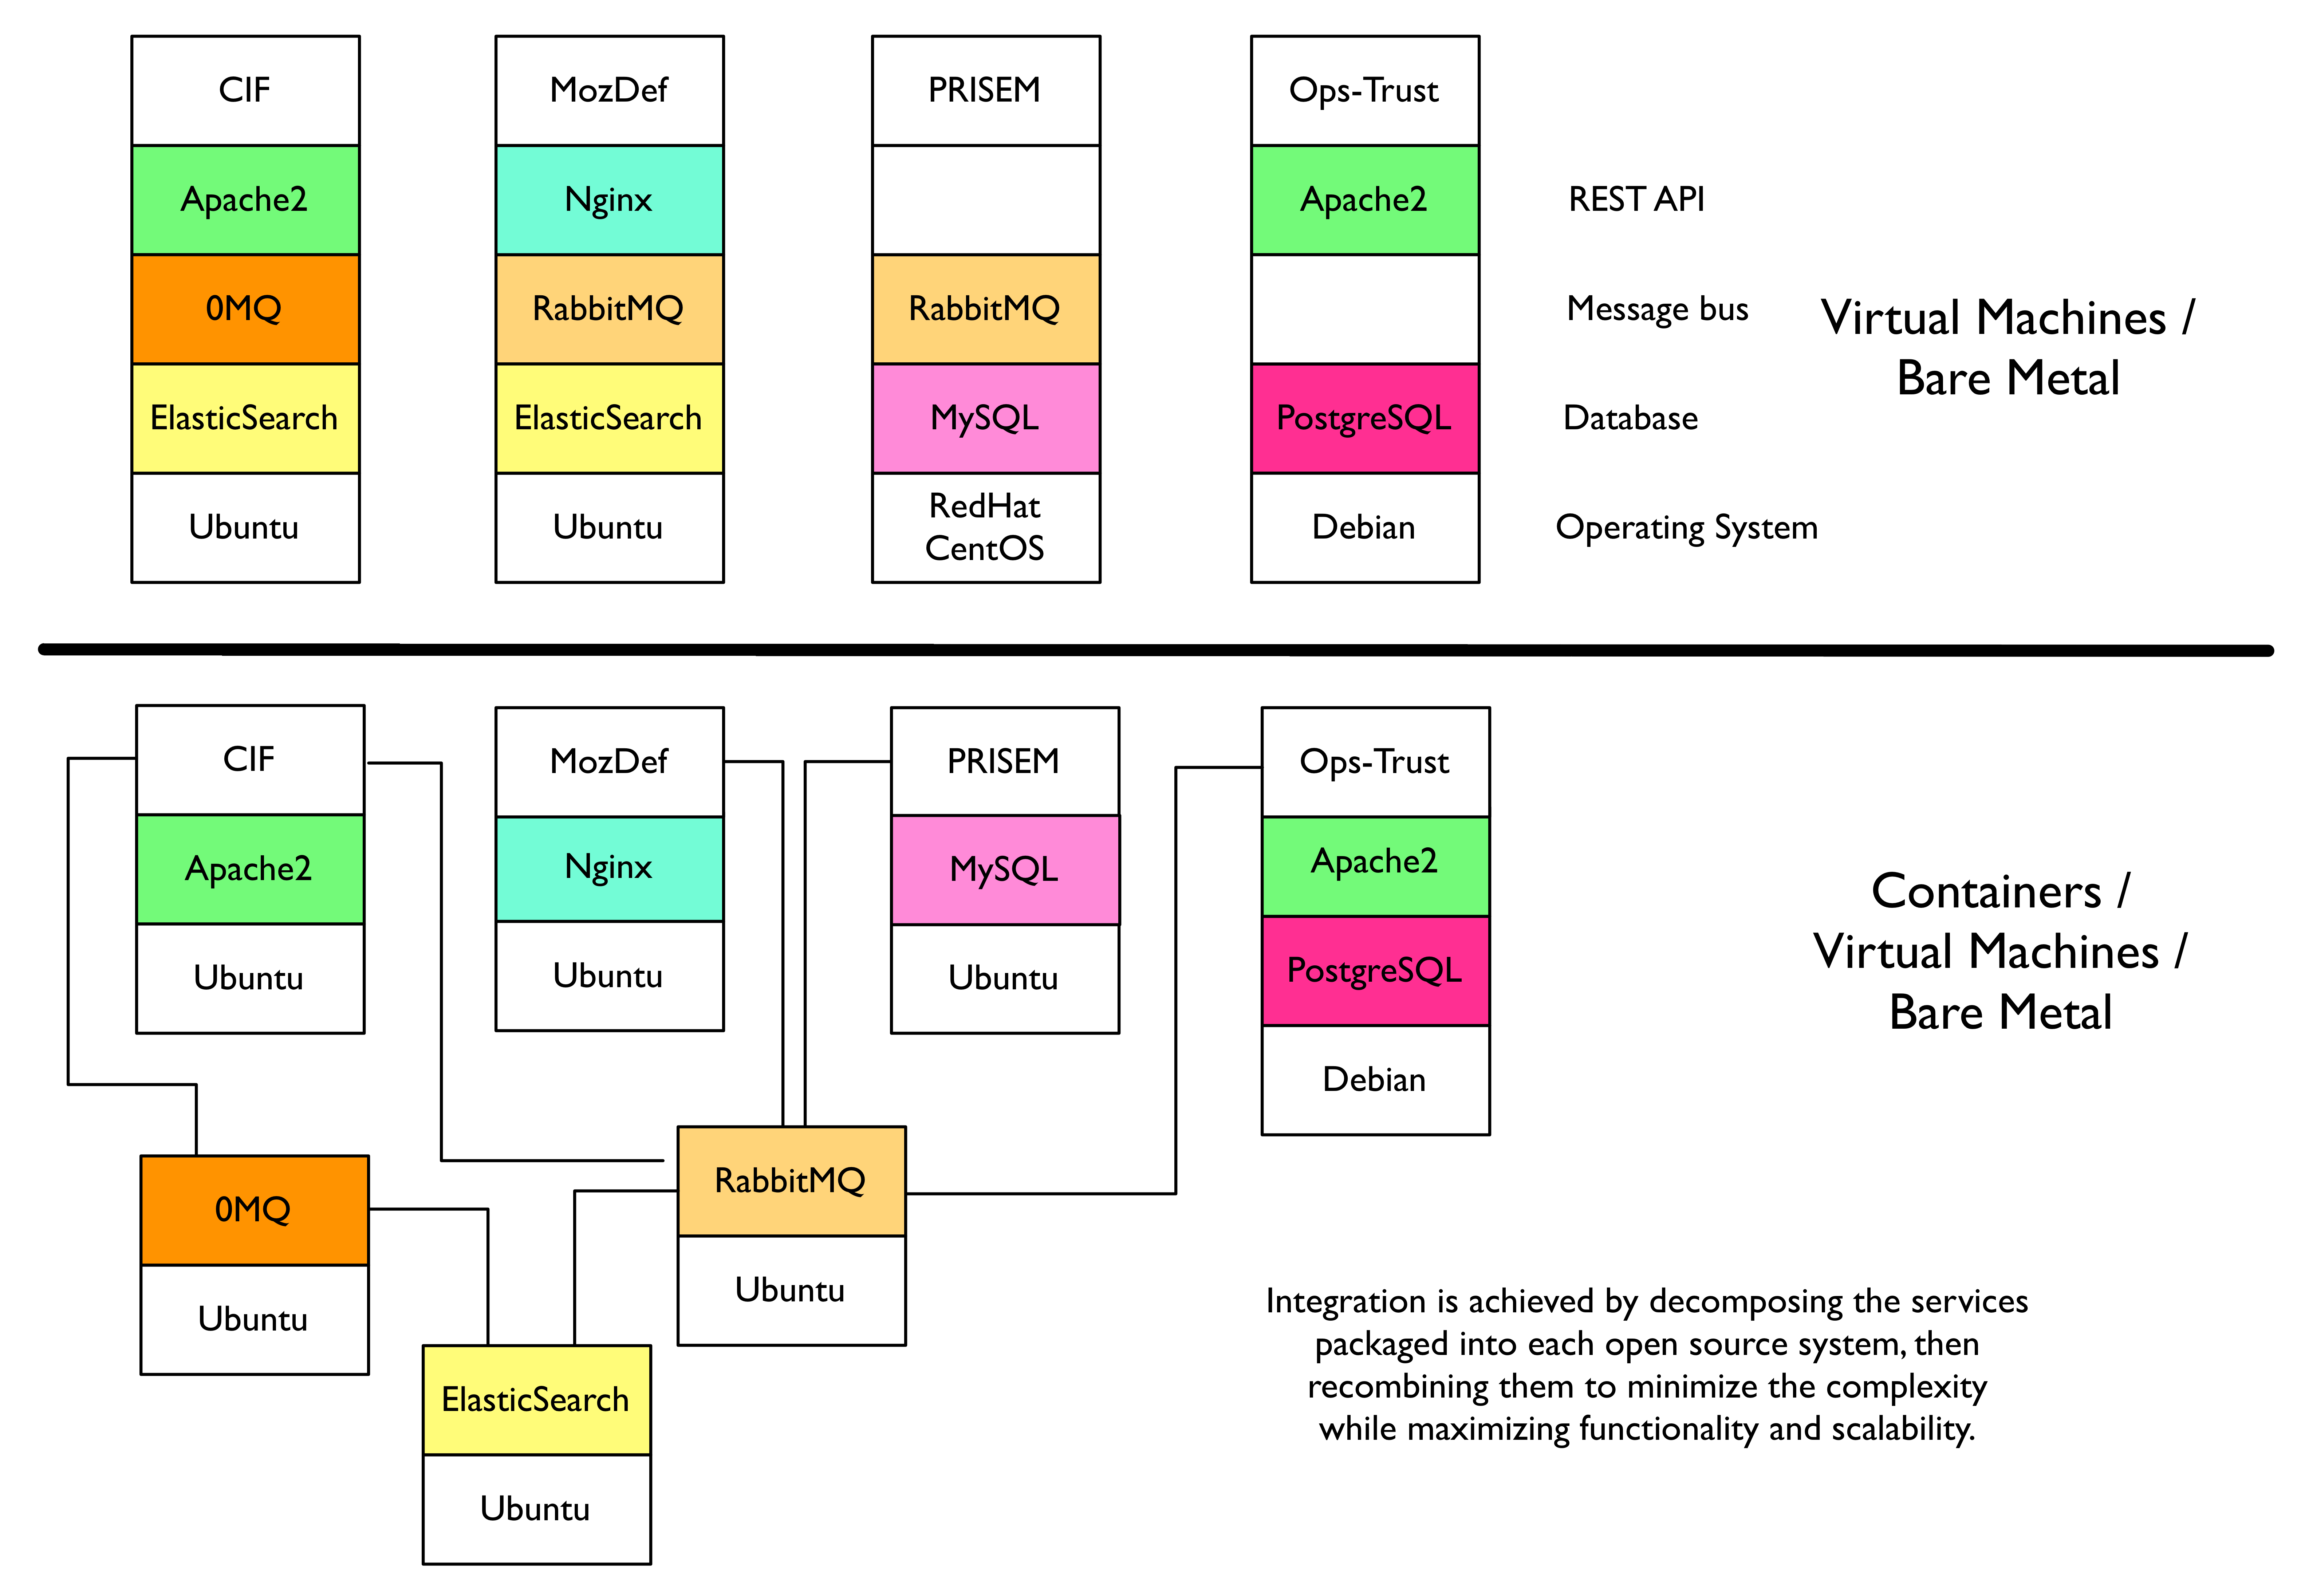 CIF
MozDef
PRISEM
Ops-Trust
Apache2
Nginx
Apache2
REST API
0MQ
RabbitMQ
RabbitMQ
Message bus
Virtual Machines /
Bare Metal
ElasticSearch
ElasticSearch
MySQL
PostgreSQL
Database
Ubuntu
Ubuntu
RedHat
CentOS
Debian
Operating System
CIF
MozDef
PRISEM
Ops-Trust
Apache2
Nginx
MySQL
Apache2
Ubuntu
Ubuntu
Ubuntu
PostgreSQL
Debian
Containers /
Virtual Machines /
Bare Metal
0MQ
Ubuntu
RabbitMQ
Ubuntu
ElasticSearch
Ubuntu
Integration is achieved by decomposing the services
packaged into each open source system, then
recombining them to minimize the complexity
while maximizing functionality and scalability.